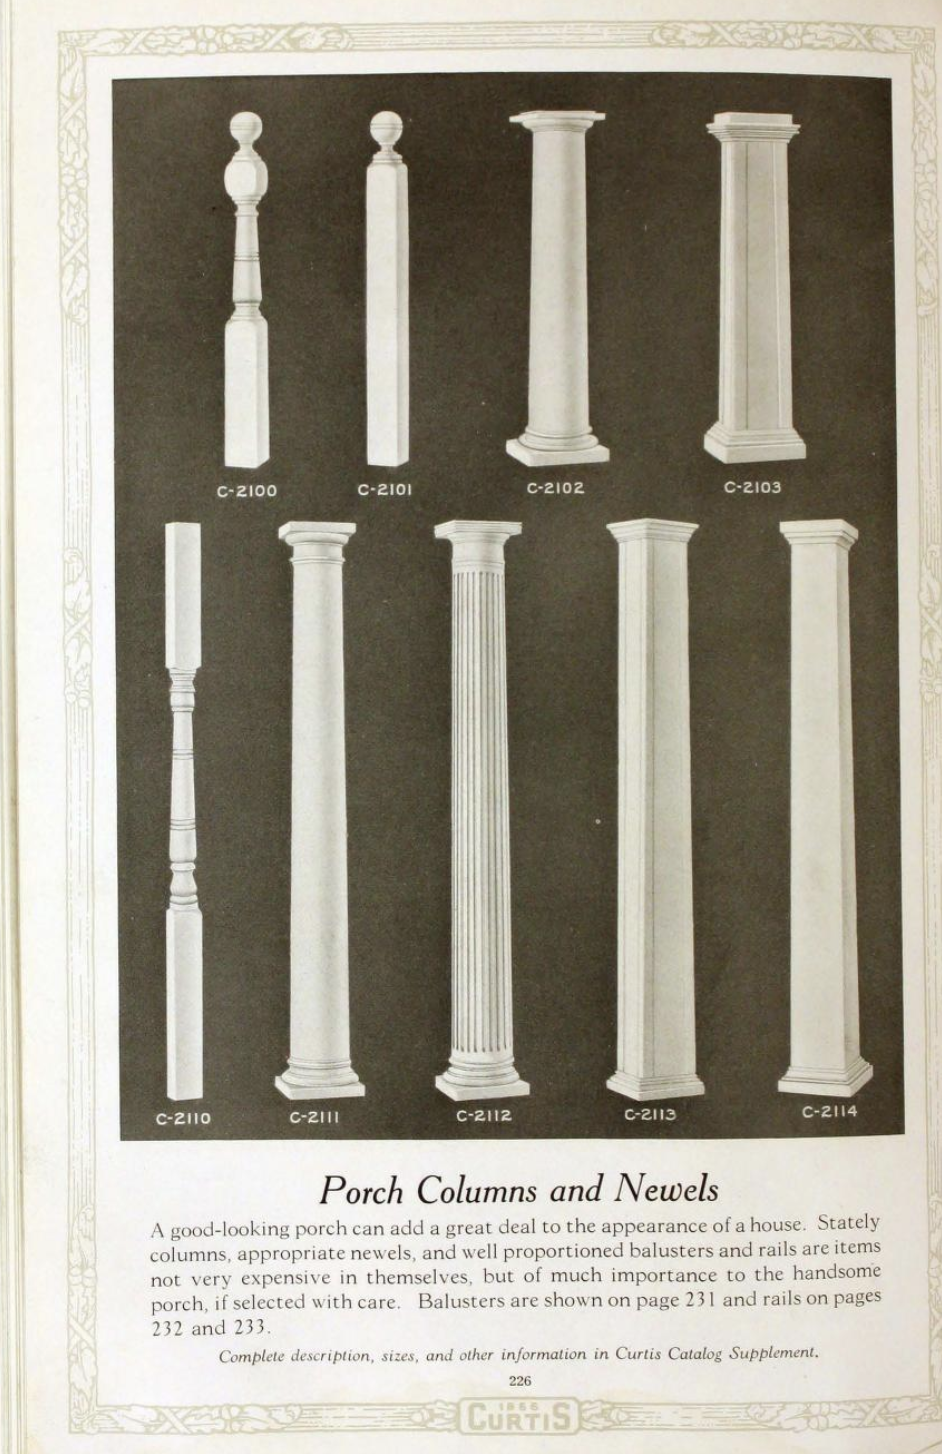 C-2100 C-2101 C-2102 C-2103
C-2110 C-2111 C-2112 C-2113 C-2114
Porch Columns and Newels
A good-looking porch can add a great deal to the appearance of a house. Stately
columns, appropriate newels, and well proportioned balusters and rails are items
not very expensive in themselves, but of much importance to the handsome
porch, if selected with care. Balusters are shown on page 231 and rails on pages
232 and 233.
Complete description, sizes, and other information in Curtis Catalog Supplement.
226
1866
CURTIS